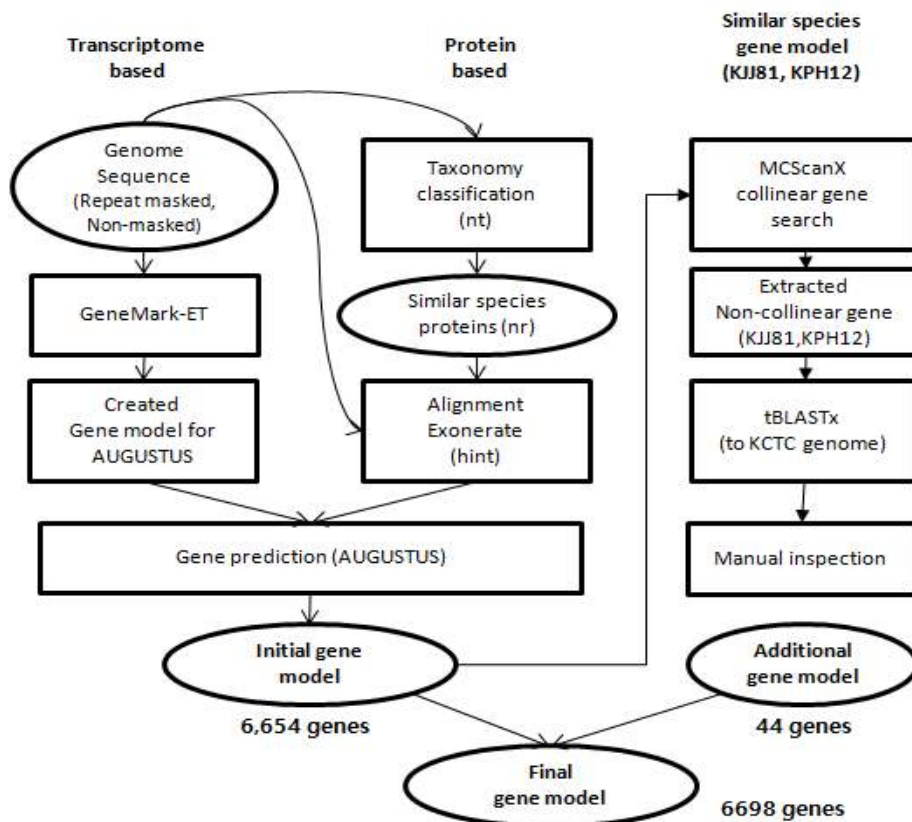 Transcriptome
based
Protein
based
Similar species
gene model
(KJJ81, KPH12)
Genome
Sequence
(Repeat masked,
Non-masked)
Taxonomy
classification
(nt)
MCScanX
collinear gene
search
GeneMark-ET
Similar species
proteins (nr)
Extracted
Non-collinear gene
(KJJ81,KPH12)
Created
Gene model for
AUGUSTUS
Alignment
Exonerate
(hint)
tBLASTx
(to KCTC genome)
Gene prediction (AUGUSTUS)
Manual inspection
Initial gene
model
6,654 genes
Additional
gene model
44 genes
Final
gene model
6698 genes